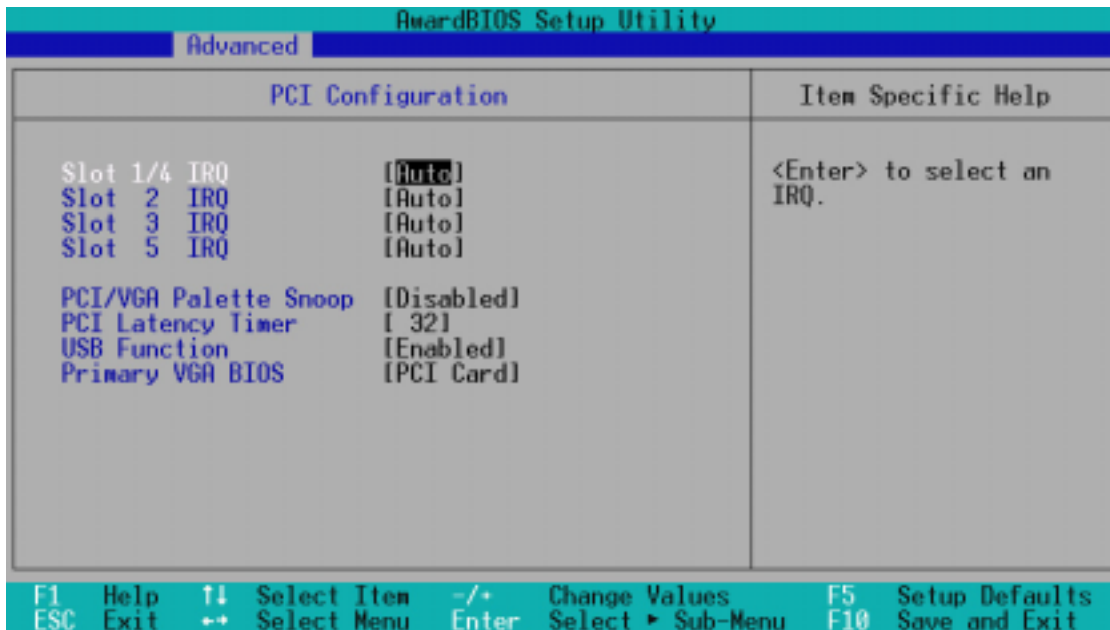 AwardBIOS Setup Utility
Advanced
PCI Configuration
Item Specific Help
Slot 1/4 IRQ [Auto]
Slot 2 IRQ [Auto]
Slot 3 IRQ [Auto]
Slot 5 IRQ [Auto]
PCI/VGA Palette Snoop [Disabled]
PCI Latency Timer [ 32]
USB Function [Enabled]
Primary VGA BIOS [PCI Card]
<Enter> to select an
IRQ.
F1 Help ↑↓ Select Item -/+ Change Values F5 Setup Defaults
ESC Exit ←→ Select Menu Enter Select ► Sub-Menu F10 Save and Exit